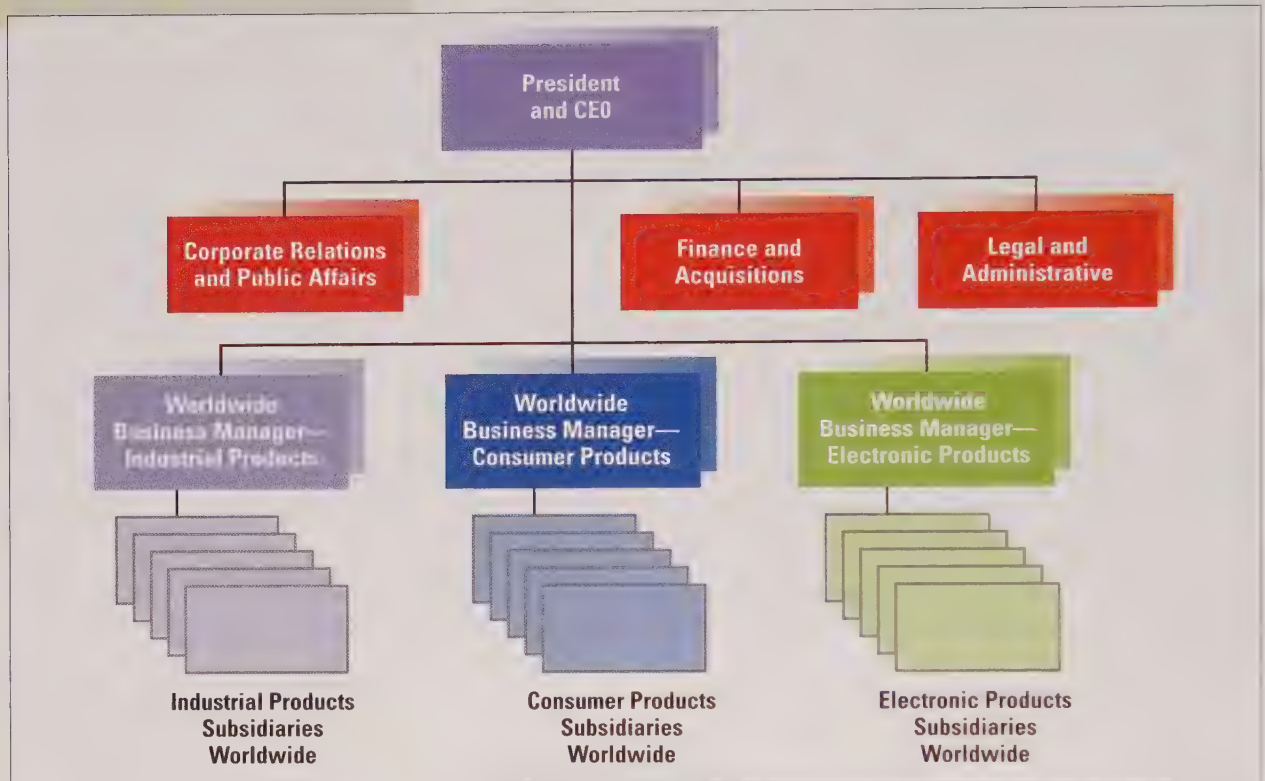 President
and CEO
Corporate Relations
and Public Affairs
Finance and
Acquisitions
Legal and
Administrative
Worldwide
Business Manager—
Industrial Products
Worldwide
Business Manager—
Consumer Products
Worldwide
Business Manager—
Electronic Products
Industrial Products
Subsidiaries
Worldwide
Consumer Products
Subsidiaries
Worldwide
Electronic Products
Subsidiaries
Worldwide